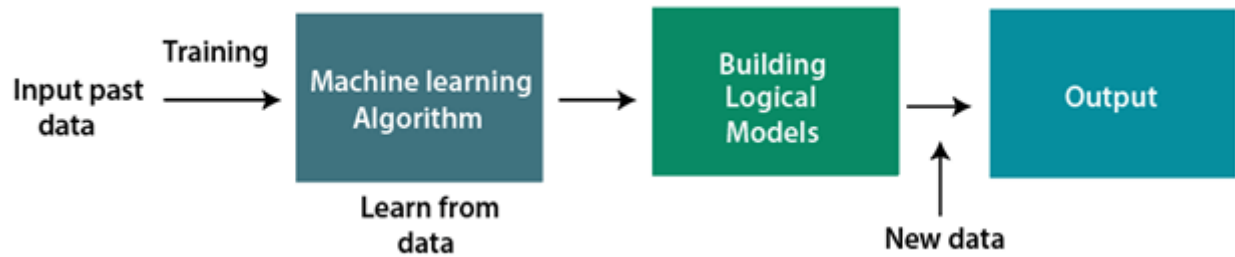 Training
Input past
data
Machine learning
Algorithm
Learn from
data
Building
Logical
Models
New data
Output